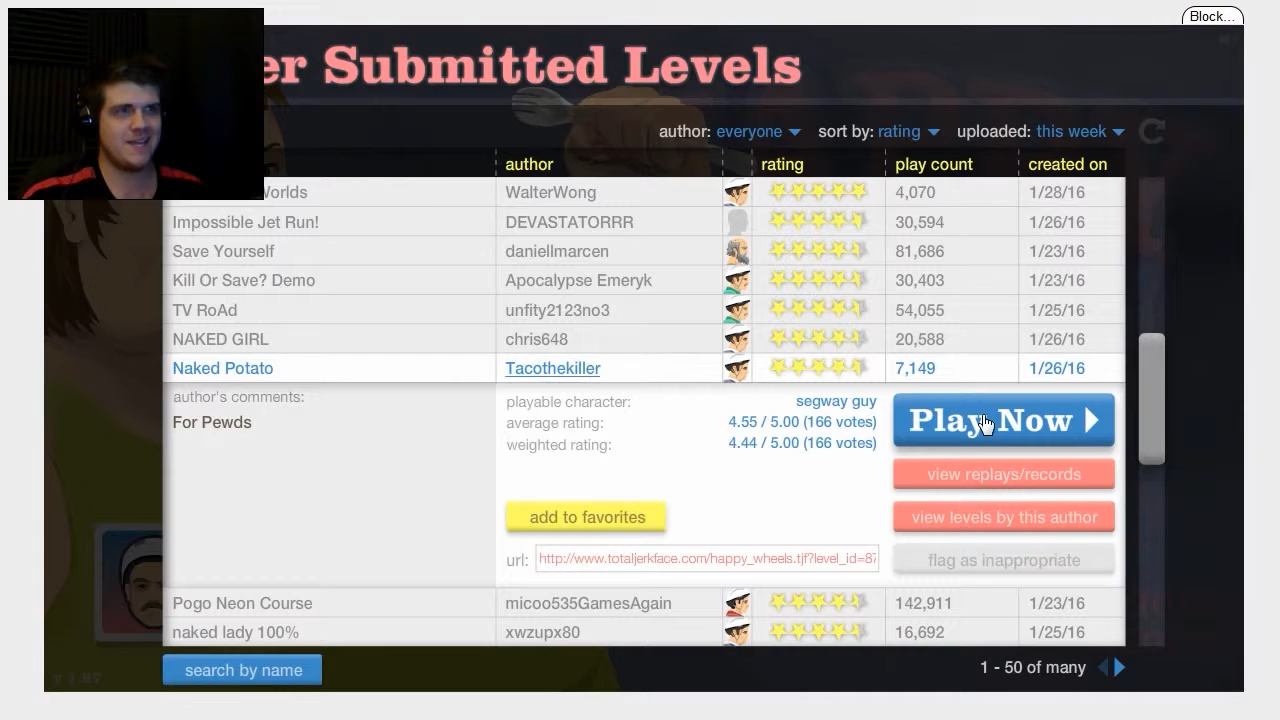 Block...
er Submitted Levels
author: everyone sort by: rating uploaded: this week
author rating play count created on
Worlds WalterWong 4,070 1/28/16
Impossible Jet Run! DEVASTATORRR 30,594 1/26/16
Save Yourself daniellmarcen 81,686 1/23/16
Kill Or Save? Demo Apocalypse Emeryk 30,403 1/23/16
TV RoAd unfity2123no3 54,055 1/25/16
NAKED GIRL chris648 20,588 1/26/16
Naked Potato Tacothekiller 7,149 1/26/16
author's comments:
For Pewds
playable character: segway guy
average rating: 4.55 / 5.00 (166 votes)
weighted rating: 4.44 / 5.00 (166 votes)
add to favorites
url: http://www.totaljerkface.com/happy_wheels.tjf?level_id=87
Play Now
view replays/records
view levels by this author
flag as inappropriate
Pogo Neon Course micoo535GamesAgain 142,911 1/23/16
naked lady 100% xwzupx80 16,692 1/25/16
search by name
1 - 50 of many